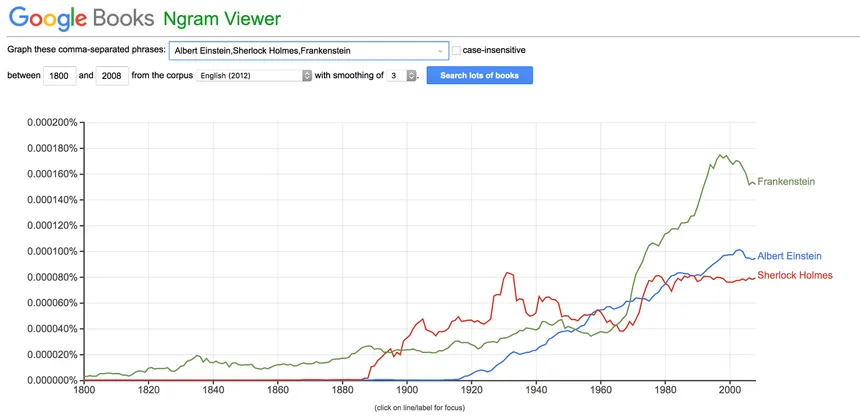 Google Books Ngram Viewer
Graph these comma-separated phrases: Albert Einstein,Sherlock Holmes,Frankenstein case-insensitive
between 1800 and 2008 from the corpus English (2012) with smoothing of 3 . Search lots of books
0.000200%
0.000180%
0.000160%
0.000140%
0.000120%
0.000100%
0.000080%
0.000060%
0.000040%
0.000020%
0.000000%
Frankenstein
Albert Einstein
Sherlock Holmes
1800 1820 1840 1860 1880 1900 1920 1940 1960 1980 2000
(click on line/label for focus)